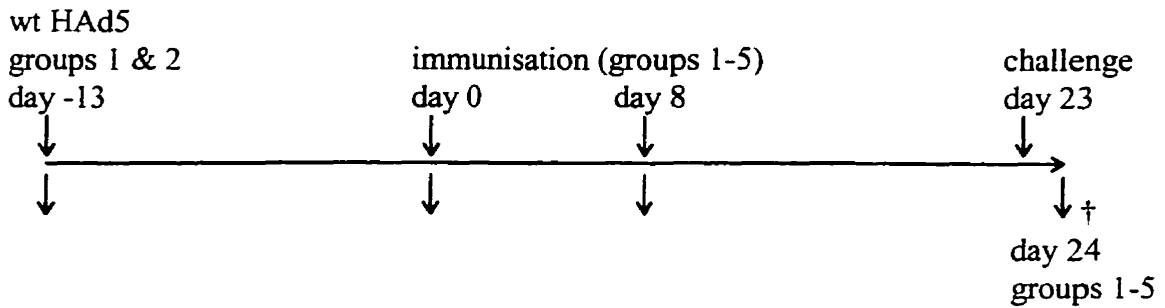 wt HAd5
groups 1 & 2
day -13
immunisation (groups 1-5)
day 0
day 8
challenge
day 23
†
day 24
groups 1-5